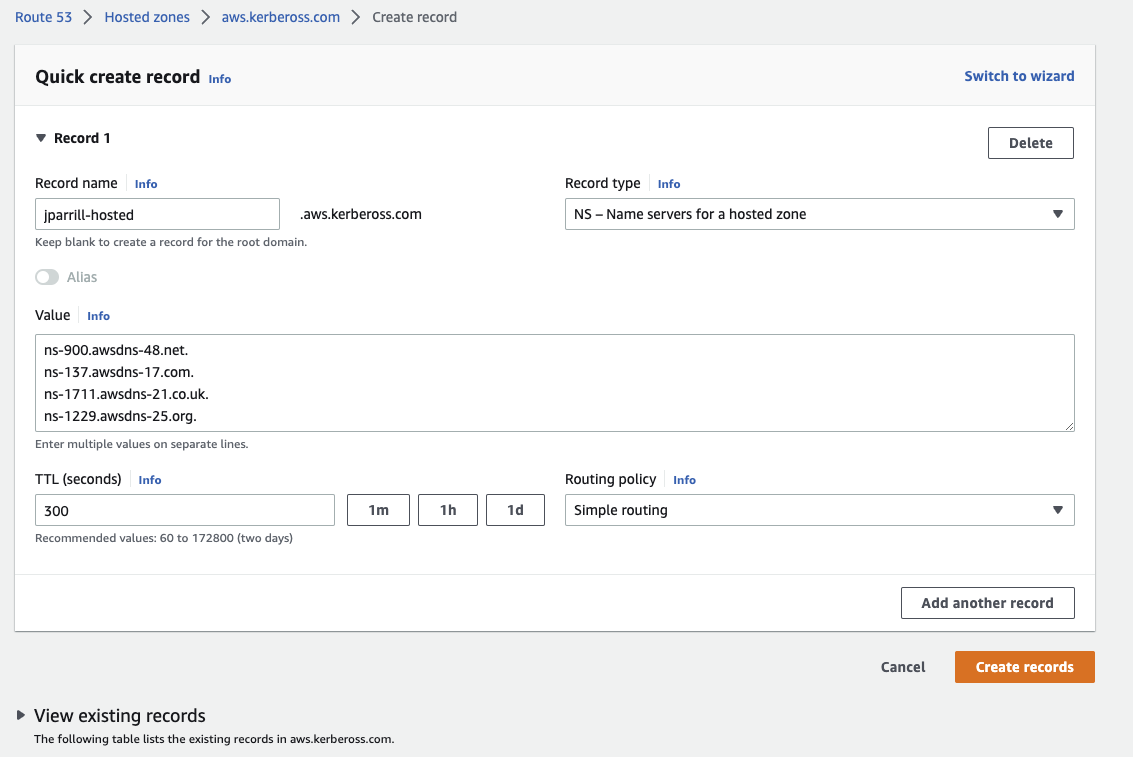 Route 53 > Hosted zones > aws.kerbeross.com > Create record
Quick create record Info
Switch to wizard
Record 1
Delete
Record name Info
Record type Info
jparrill-hosted .aws.kerbeross.com
NS – Name servers for a hosted zone
Keep blank to create a record for the root domain.
Alias
Value Info
ns-900.awsdns-48.net.
ns-137.awsdns-17.com.
ns-1711.awsdns-21.co.uk.
ns-1229.awsdns-25.org.
Enter multiple values on separate lines.
TTL (seconds) Info
Routing policy Info
300 1m 1h 1d
Simple routing
Recommended values: 60 to 172800 (two days)
Add another record
Cancel Create records
View existing records
The following table lists the existing records in aws.kerbeross.com.